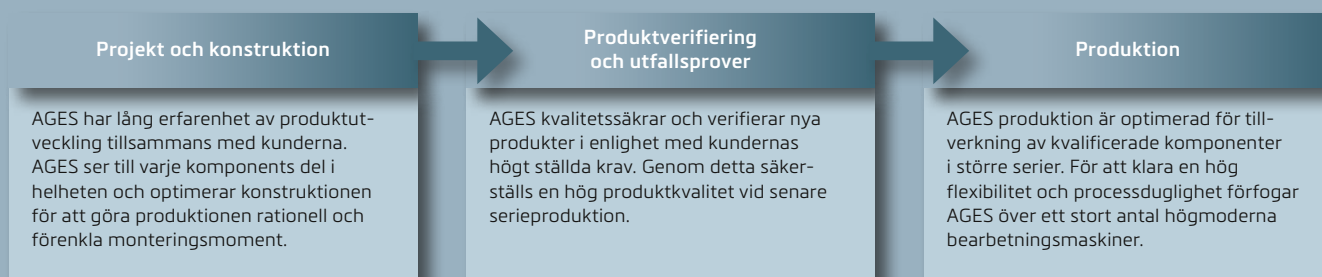 Projekt och konstruktion
AGES har lång erfarenhet av produktut-
veckling tillsammans med kunderna.
AGES ser till varje komponents del i
helheten och optimerar konstruktionen
för att göra produktionen rationell och
förenkla monteringsmoment.
Produktverifiering
och utfallsprover
AGES kvalitetssäkrar och verifierar nya
produkter i enlighet med kundernas
högt ställda krav. Genom detta säker-
ställs en hög produktkvalitet vid senare
serieproduktion.
Produktion
AGES produktion är optimerad för till-
verkning av kvalificerade komponenter
i större serier. För att klara en hög
flexibilitet och processduglighet förfogar
AGES över ett stort antal högmoderna
bearbetningsmaskiner.